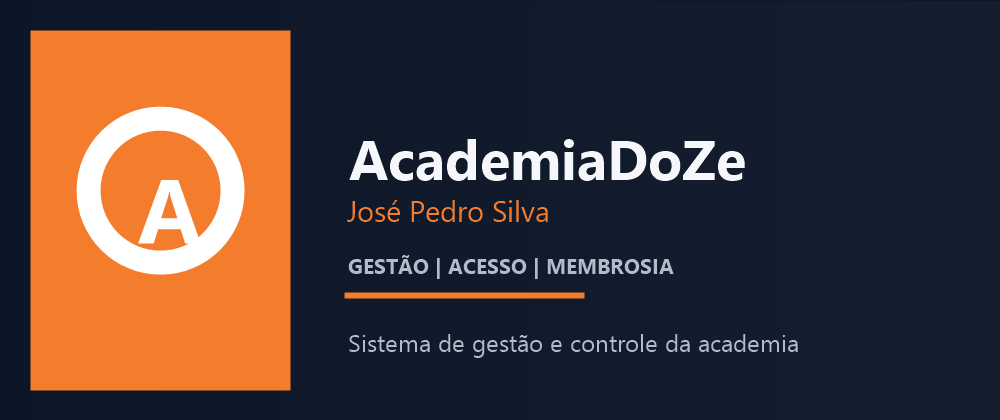 A
AcademiaDoZe
José Pedro Silva
GESTÃO | ACESSO | MEMBROSIA
Sistema de gestão e controle da academia